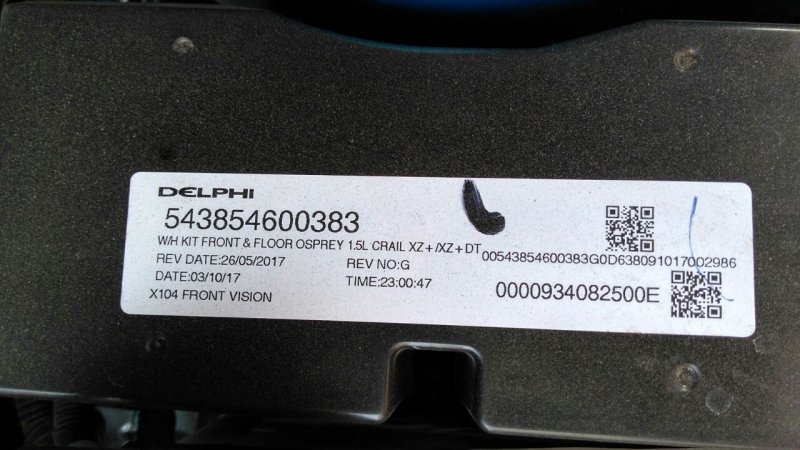 DELPHI
543854600383
W/H KIT FRONT & FLOOR OSPREY 1.5L CRAIL XZ+/XZ+DT
00543854600383G0D638091017002986
REV DATE:26/05/2017 REV NO:G
DATE:03/10/17 TIME:23:00:47
0000934082500E
X104 FRONT VISION